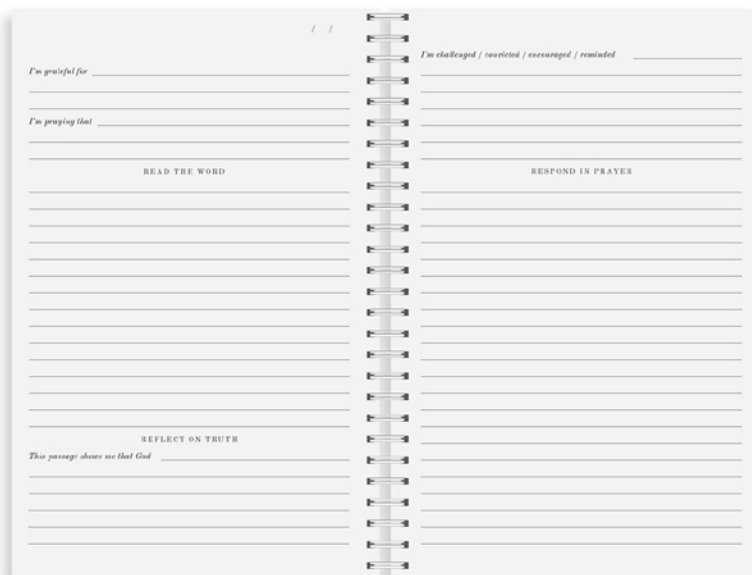 / /
I'm grateful for
I'm praying that
READ THE WORD
REFLECT ON TRUTH
This passage shows me that God
I'm challenged / convicted / encouraged / reminded
RESPOND IN PRAYER